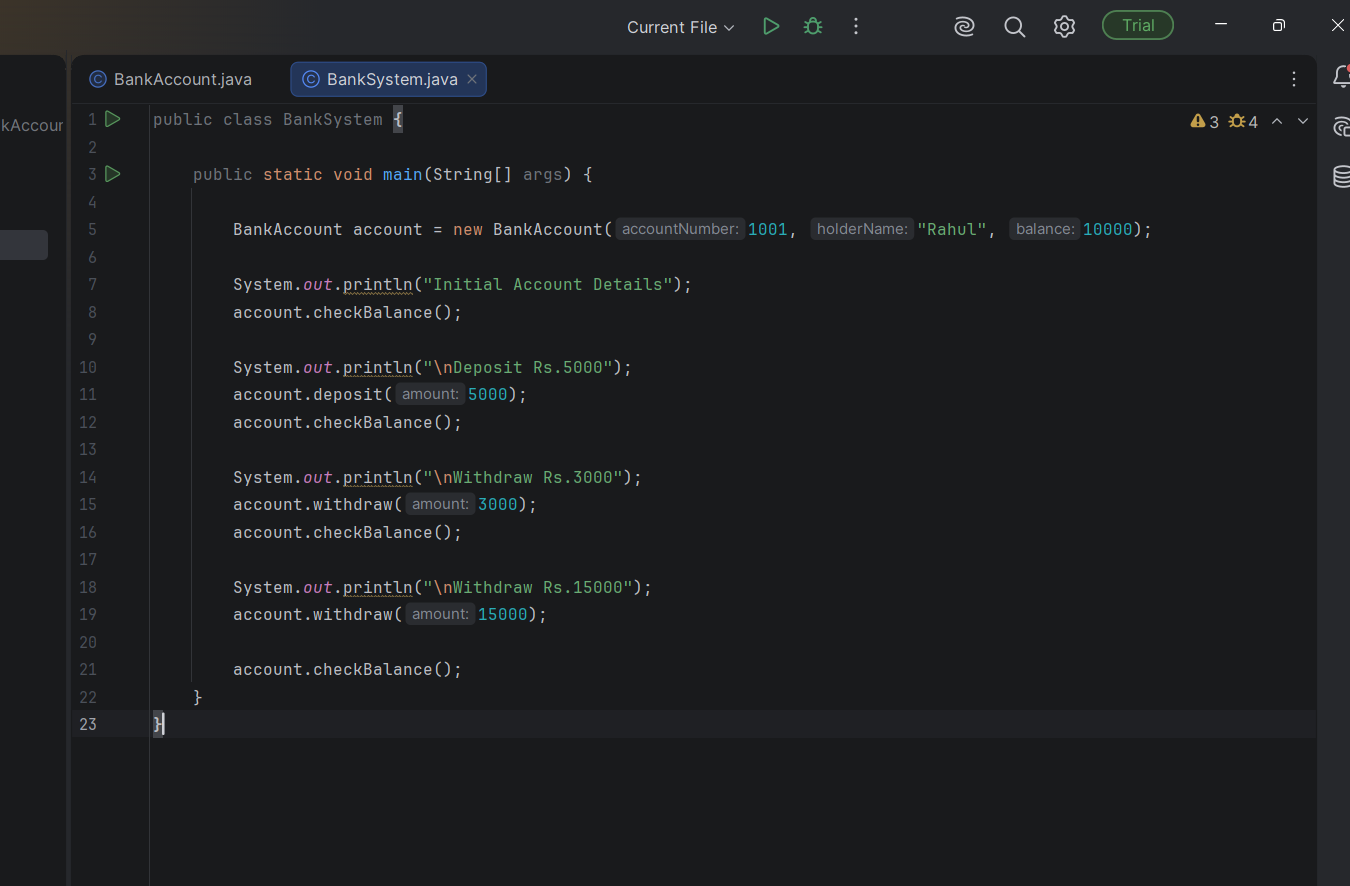 Current File
Trial
BankAccount.java
BankSystem.java
kAccour
3 4
1 public class BankSystem {
2
3 public static void main(String[] args) {
4
5 BankAccount account = new BankAccount( accountNumber: 1001, holderName: "Rahul", balance: 10000);
6
7 System.out.println("Initial Account Details");
8 account.checkBalance();
9
10 System.out.println("\nDeposit Rs.5000");
11 account.deposit( amount: 5000);
12 account.checkBalance();
13
14 System.out.println("\nWithdraw Rs.3000");
15 account.withdraw( amount: 3000);
16 account.checkBalance();
17
18 System.out.println("\nWithdraw Rs.15000");
19 account.withdraw( amount: 15000);
20
21 account.checkBalance();
22 }
23 }